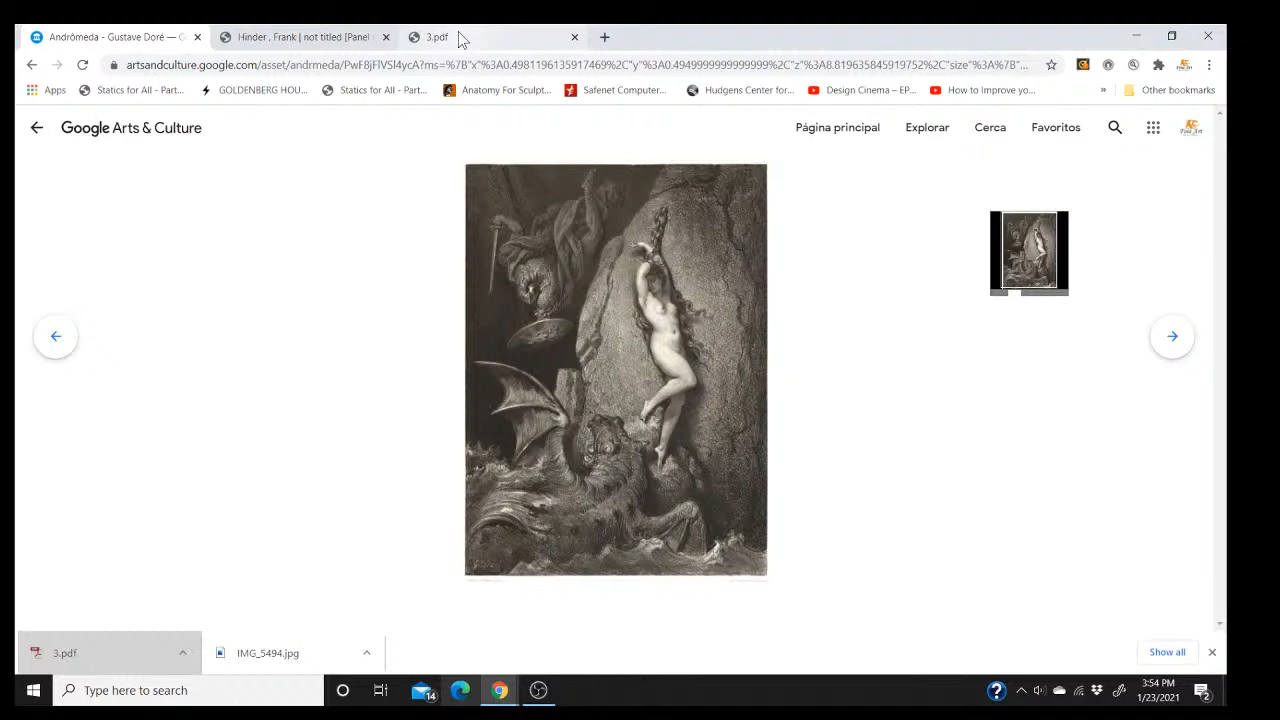 Andrômeda - Gustave Doré — G
Hinder , Frank | not titled [Panel
3.pdf
artsandculture.google.com/asset/andrmeda/PwF8jFlVSl4ycA?ms=%7B"x"%3A0.4981196135917469%2C"y"%3A0.4949999999999999%2C"z"%3A8.819635845919752%2C"size"%3A%7B"...
Apps
Statics for All - Part...
GOLDENBERG HOU...
Statics for All - Part...
Anatomy For Sculpt...
Safenet Computer...
Hudgens Center for...
Design Cinema – EP...
How to Improve yo...
»
Other bookmarks
Google Arts & Culture
Página principal
Explorar
Cerca
Favoritos
3.pdf
IMG_5494.jpg
Show all
Type here to search
14
3:54 PM
1/23/2021
2